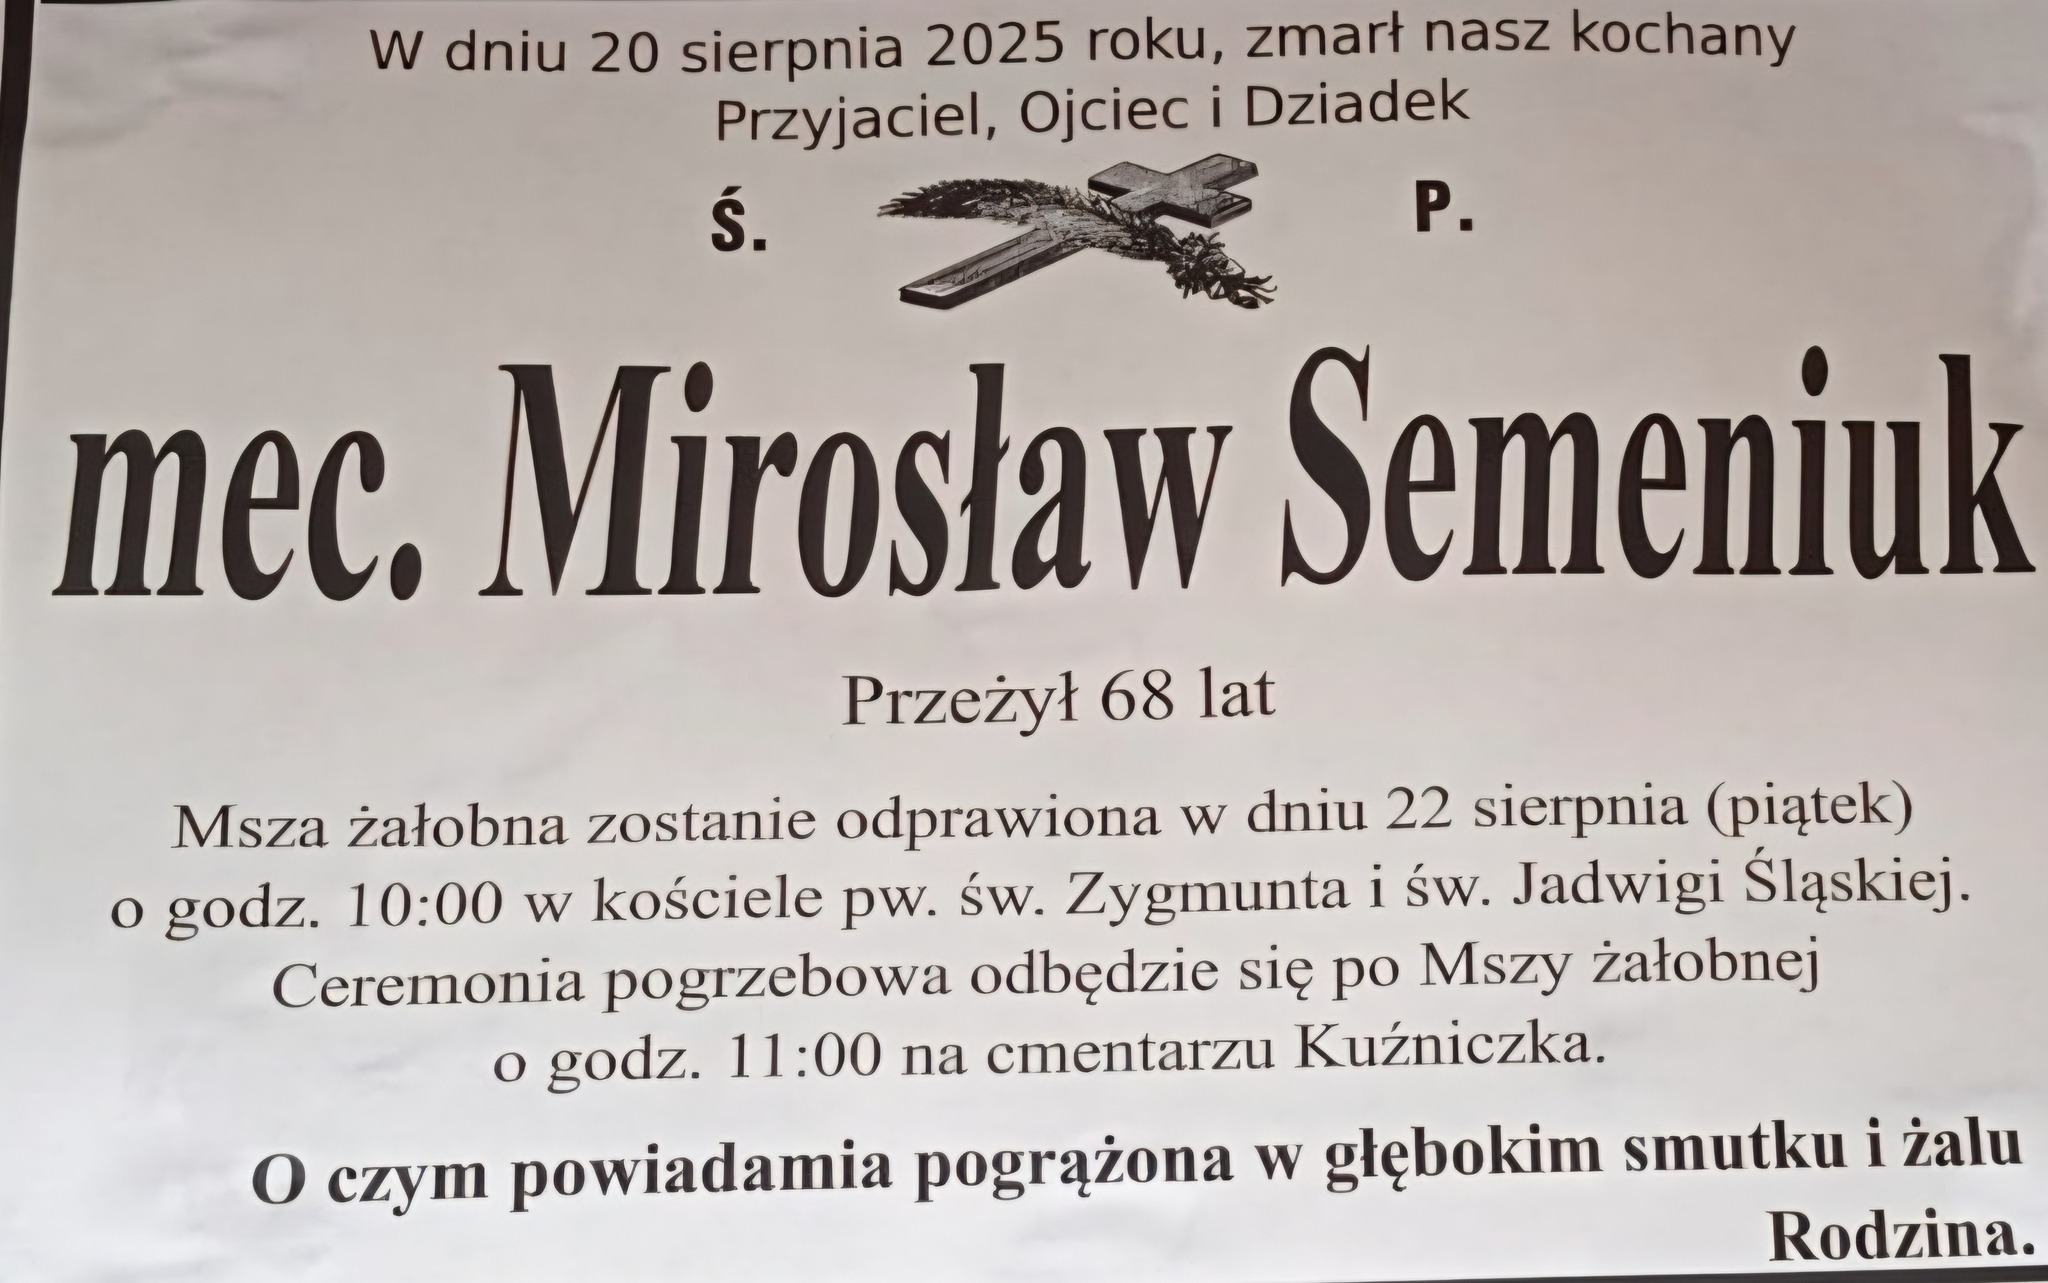 W dniu 20 sierpnia 2025 roku, zmarł nasz kochany
Przyjaciel, Ojciec i Dziadek
Ś. P.
mec. Mirosław Semeniuk
Przeżył 68 lat
Msza żałobna zostanie odprawiona w dniu 22 sierpnia (piątek)
o godz. 10:00 w kościele pw. św. Zygmunta i św. Jadwigi Śląskiej.
Ceremonia pogrzebowa odbędzie się po Mszy żałobnej
o godz. 11:00 na cmentarzu Kuźniczka.
O czym powiadamia pogrążona w głębokim smutku i żalu
Rodzina.